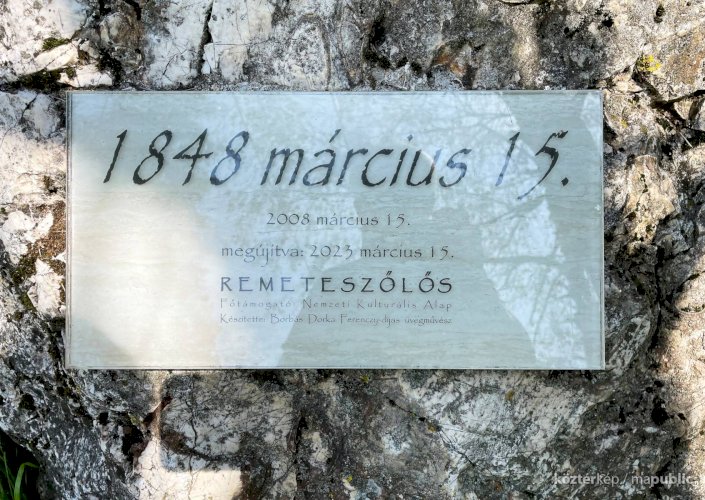 1848 március 15.
2008 március 15.
megújítva: 2023 március 15.
REMETESZŐLŐS
Főtámogató: Nemzeti Kulturális Alap
Készítette: Borbás Dorka Ferenczy-díjas üvegművész
köztérkép / mapublic